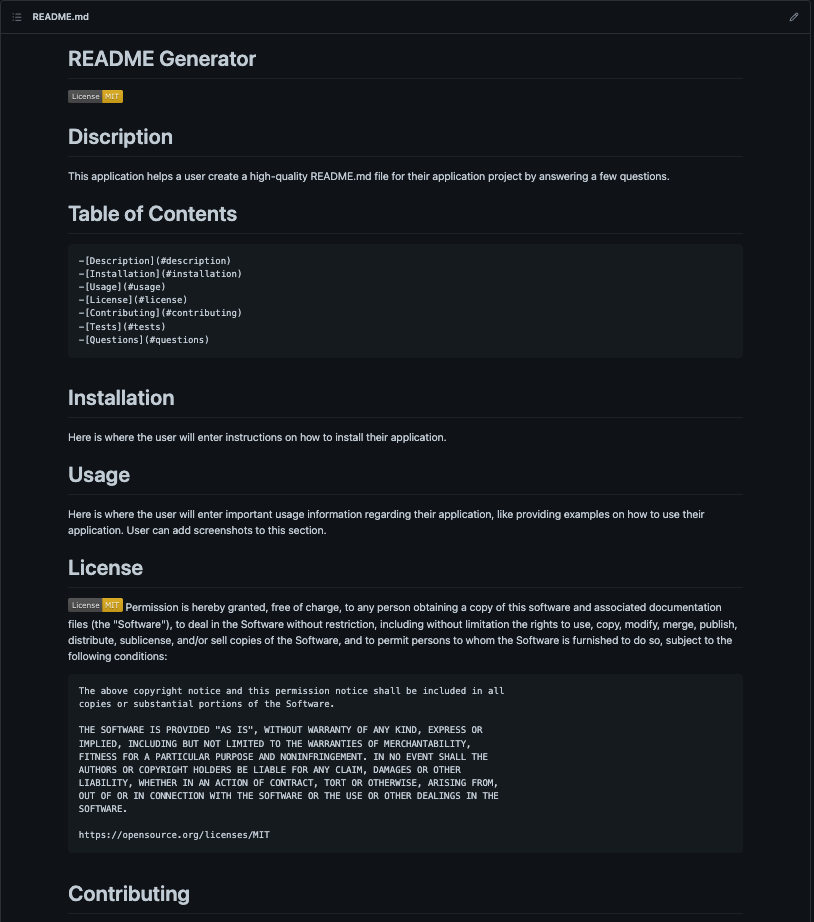 README.md
README Generator
License MIT
Discription
This application helps a user create a high-quality README.md file for their application project by answering a few questions.
Table of Contents
-[Description](#description)
-[Installation](#installation)
-[Usage](#usage)
-[License](#license)
-[Contributing](#contributing)
-[Tests](#tests)
-[Questions](#questions)
Installation
Here is where the user will enter instructions on how to install their application.
Usage
Here is where the user will enter important usage information regarding their application, like providing examples on how to use their
application. User can add screenshots to this section.
License
License MIT Permission is hereby granted, free of charge, to any person obtaining a copy of this software and associated documentation
files (the "Software"), to deal in the Software without restriction, including without limitation the rights to use, copy, modify, merge, publish,
distribute, sublicense, and/or sell copies of the Software, and to permit persons to whom the Software is furnished to do so, subject to the
following conditions:
The above copyright notice and this permission notice shall be included in all
copies or substantial portions of the Software.
THE SOFTWARE IS PROVIDED "AS IS", WITHOUT WARRANTY OF ANY KIND, EXPRESS OR
IMPLIED, INCLUDING BUT NOT LIMITED TO THE WARRANTIES OF MERCHANTABILITY,
FITNESS FOR A PARTICULAR PURPOSE AND NONINFRINGEMENT. IN NO EVENT SHALL THE
AUTHORS OR COPYRIGHT HOLDERS BE LIABLE FOR ANY CLAIM, DAMAGES OR OTHER
LIABILITY, WHETHER IN AN ACTION OF CONTRACT, TORT OR OTHERWISE, ARISING FROM,
OUT OF OR IN CONNECTION WITH THE SOFTWARE OR THE USE OR OTHER DEALINGS IN THE
SOFTWARE.
https://opensource.org/licenses/MIT
Contributing